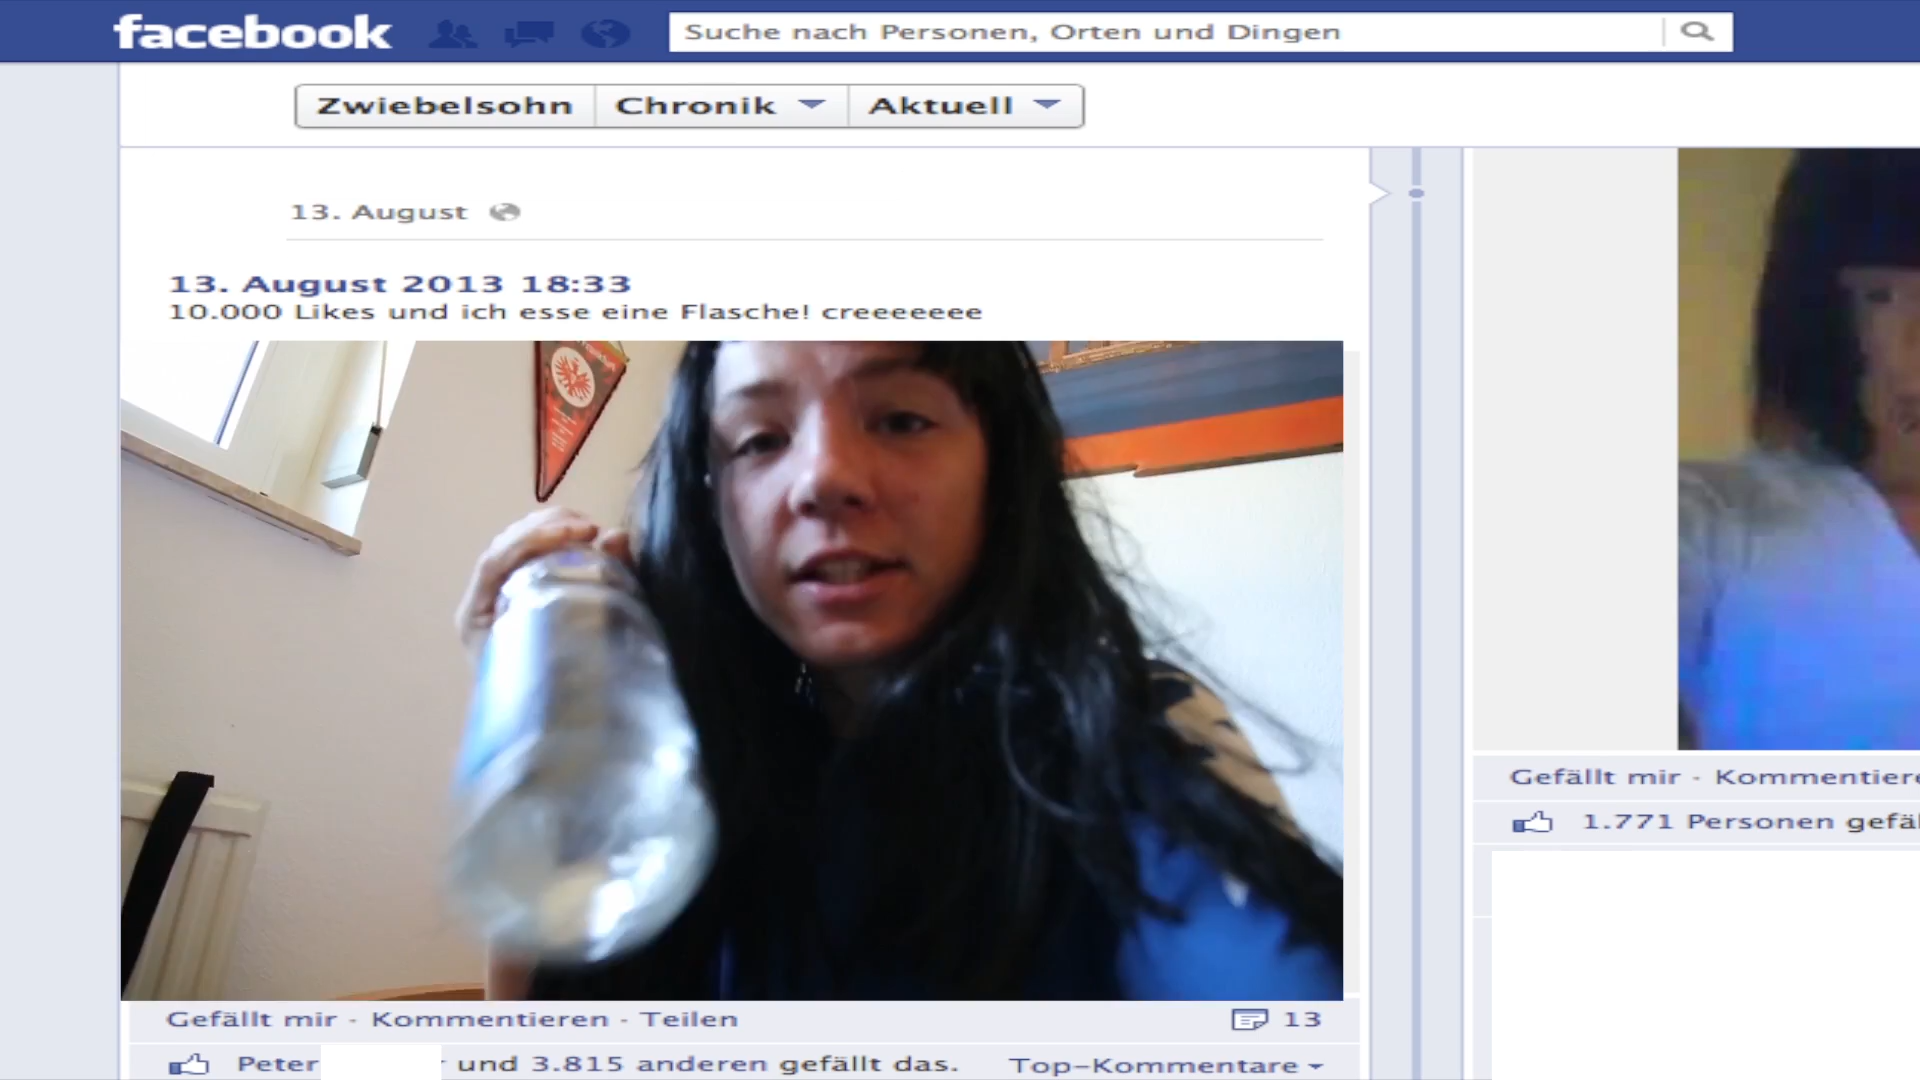 facebook
Suche nach Personen, Orten und Dingen
Zwiebelsohn
Chronik
Aktuell
13. August
13. August 2013 18:33
10.000 Likes und ich esse eine Flasche! creeeeeee
Gefällt mir · Kommentieren · Teilen
13
Peter
und 3.815 anderen gefällt das.
Top-Kommentare
Gefällt mir ·
1.771 Personen